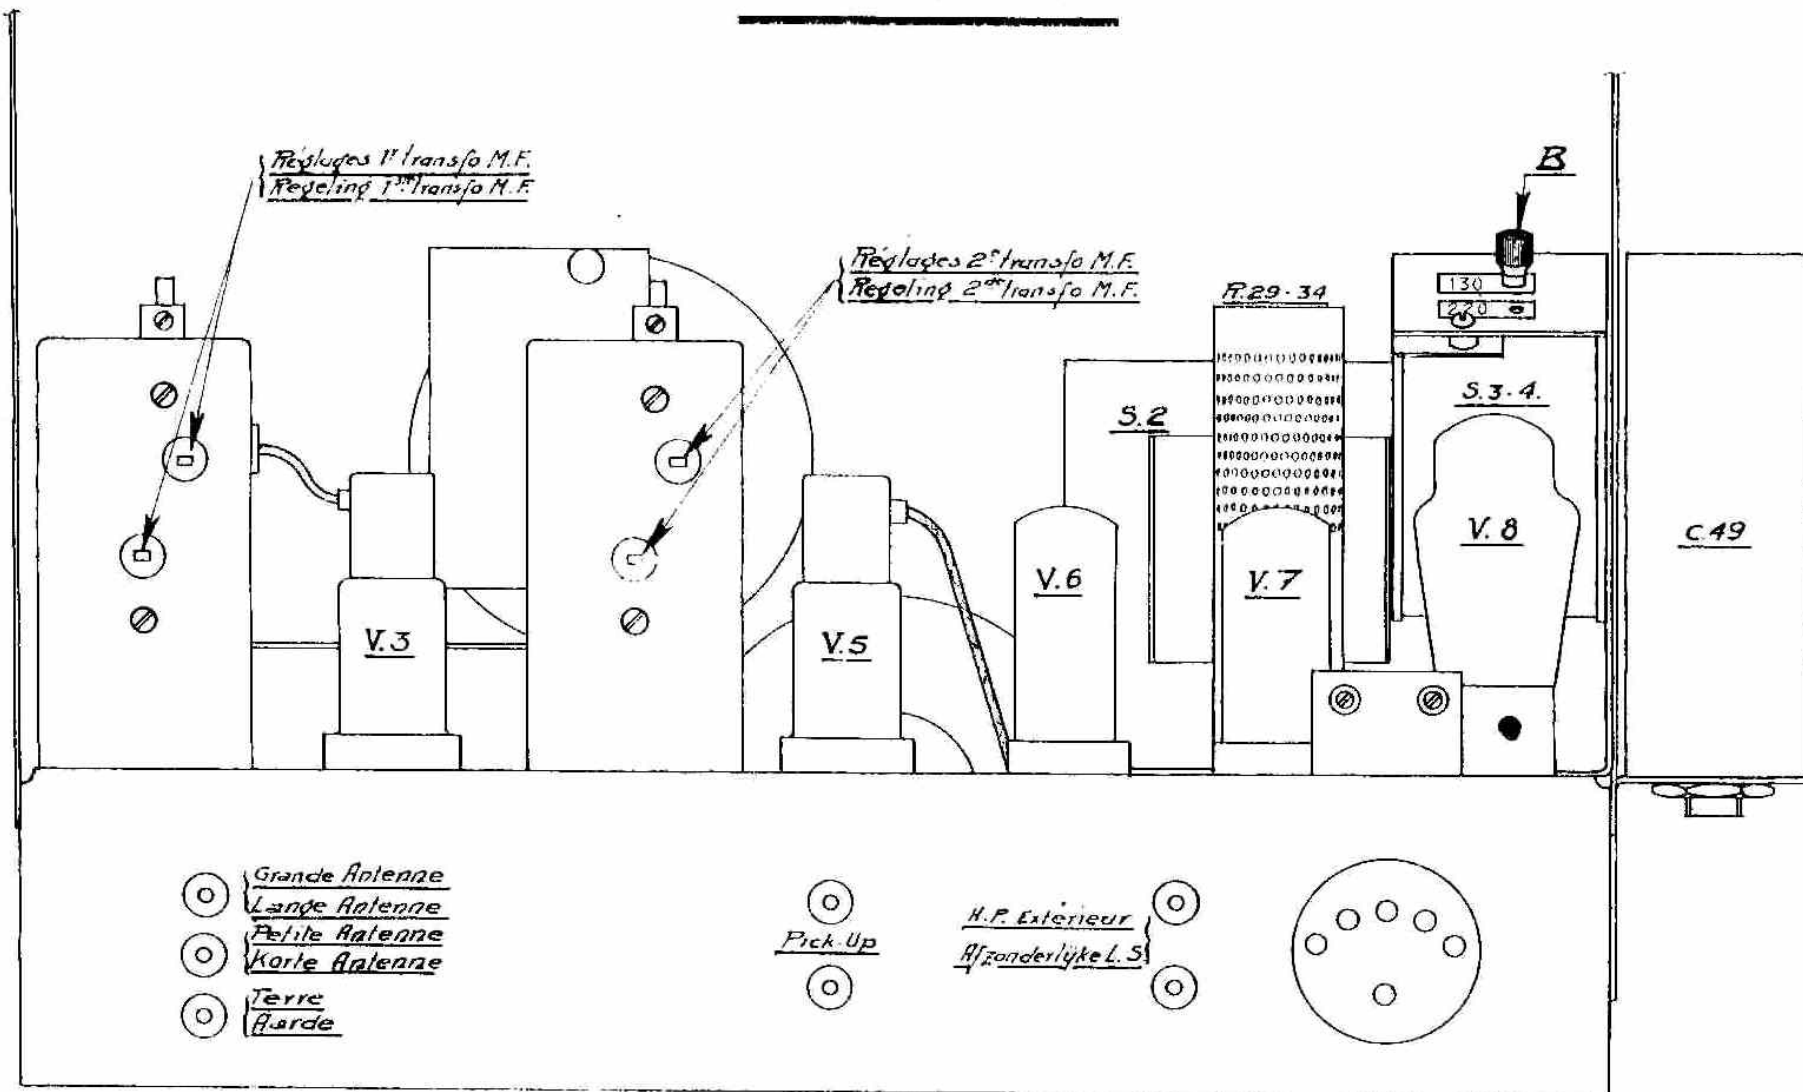 Réglages 1r transfo M.F.
Regeling 1ste transfo M.F.
B
Réglages 2e transfo M.F.
Regeling 2de transfo M.F.
R.29-34
130
220
S.3-4.
S.2
V.8
C.49
V.6
V.7
V.3
V.5
Grande Antenne
Lange Antenne
Petite Antenne
Korte Antenne
Terre
Aarde
Pick-Up
H.P. Extérieur
Afzonderlijke L.S